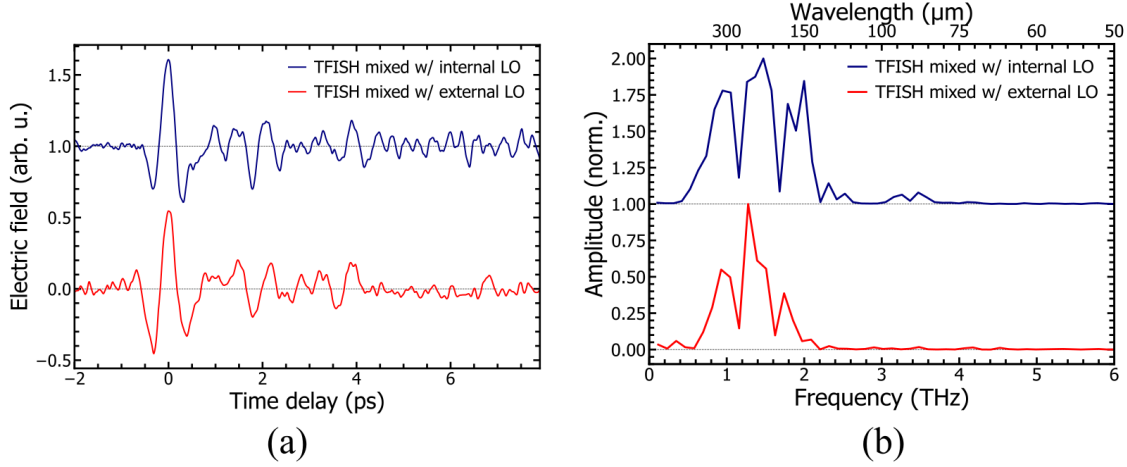 TFISH mixed w/ internal LO
TFISH mixed w/ external LO
1.5
1.0
0.5
0.0
−0.5
Electric field (arb. u.)
−2 0 2 4 6
Time delay (ps)
(a)
Wavelength (μm)
300 150 100 75 60 50
TFISH mixed w/ internal LO
TFISH mixed w/ external LO
2.00
1.75
1.50
1.25
1.00
0.75
0.50
0.25
0.00
Amplitude (norm.)
0 1 2 3 4 5 6
Frequency (THz)
(b)